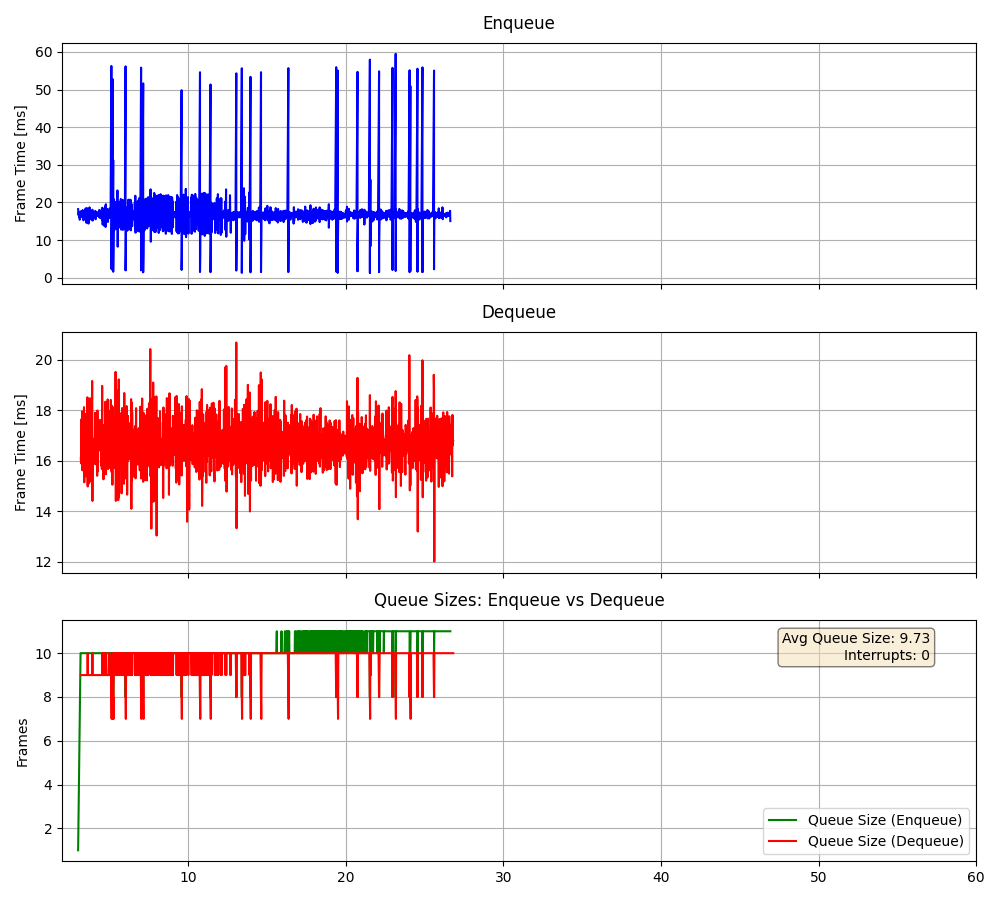 Enqueue
Frame Time [ms]
60
50
40
30
20
10
0
Dequeue
Frame Time [ms]
20
18
16
14
12
Queue Sizes: Enqueue vs Dequeue
Frames
10
8
6
4
2
Avg Queue Size: 9.73
Interrupts: 0
Queue Size (Enqueue)
Queue Size (Dequeue)
10 20 30 40 50 60